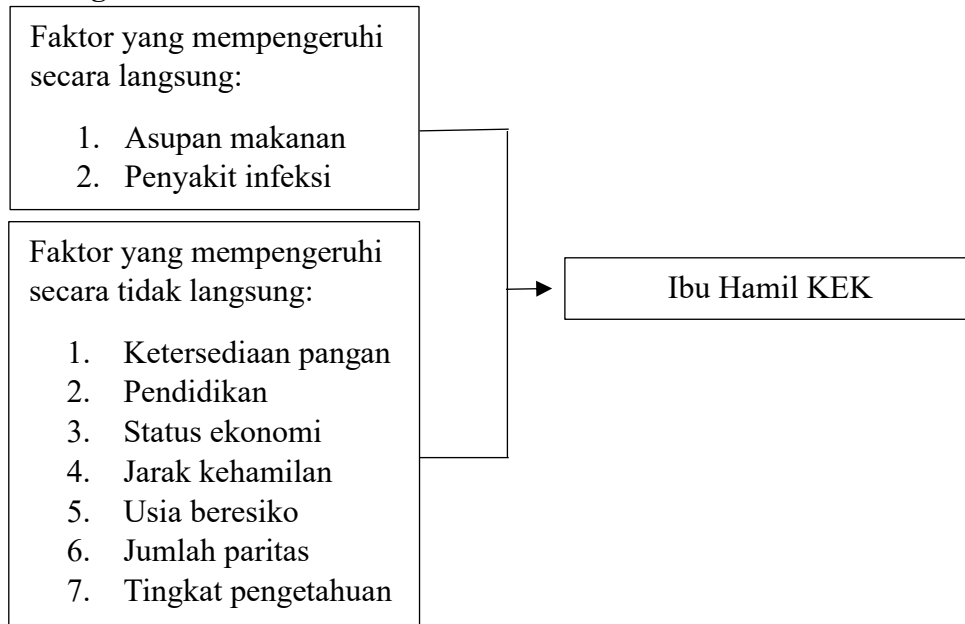 Faktor yang mempengeruhi
secara langsung:
1. Asupan makanan
2. Penyakit infeksi
Faktor yang mempengeruhi
secara tidak langsung:
1. Ketersediaan pangan
2. Pendidikan
3. Status ekonomi
4. Jarak kehamilan
5. Usia beresiko
6. Jumlah paritas
7. Tingkat pengetahuan
Ibu Hamil KEK